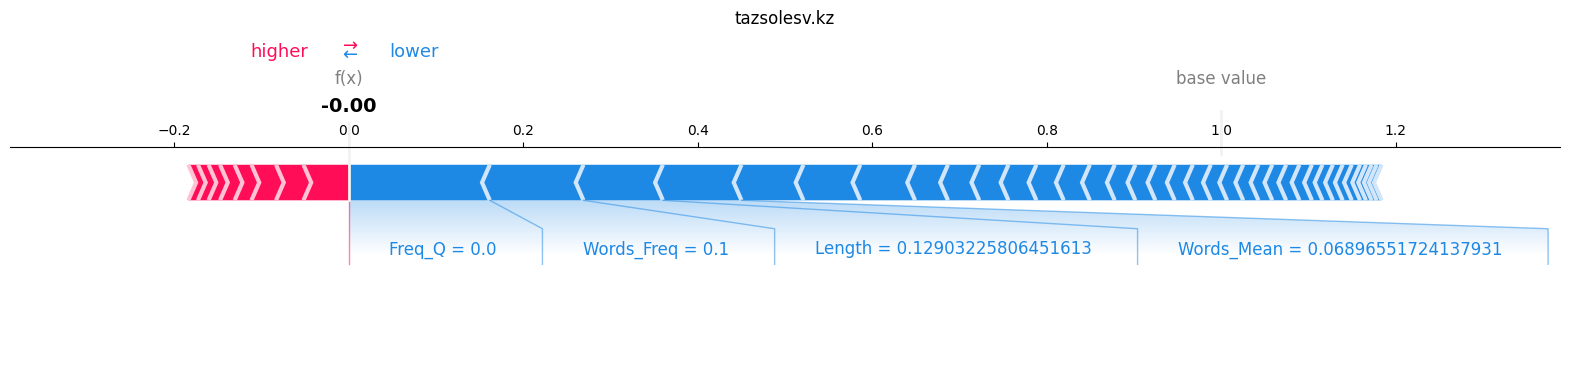 tazsolesv.kz
higher → ← lower
f(x) base value
-0.00
−0.2 0.0 0.2 0.4 0.6 0.8 1.0 1.2
Freq_Q = 0.0 Words_Freq = 0.1 Length = 0.12903225806451613 Words_Mean = 0.06896551724137931